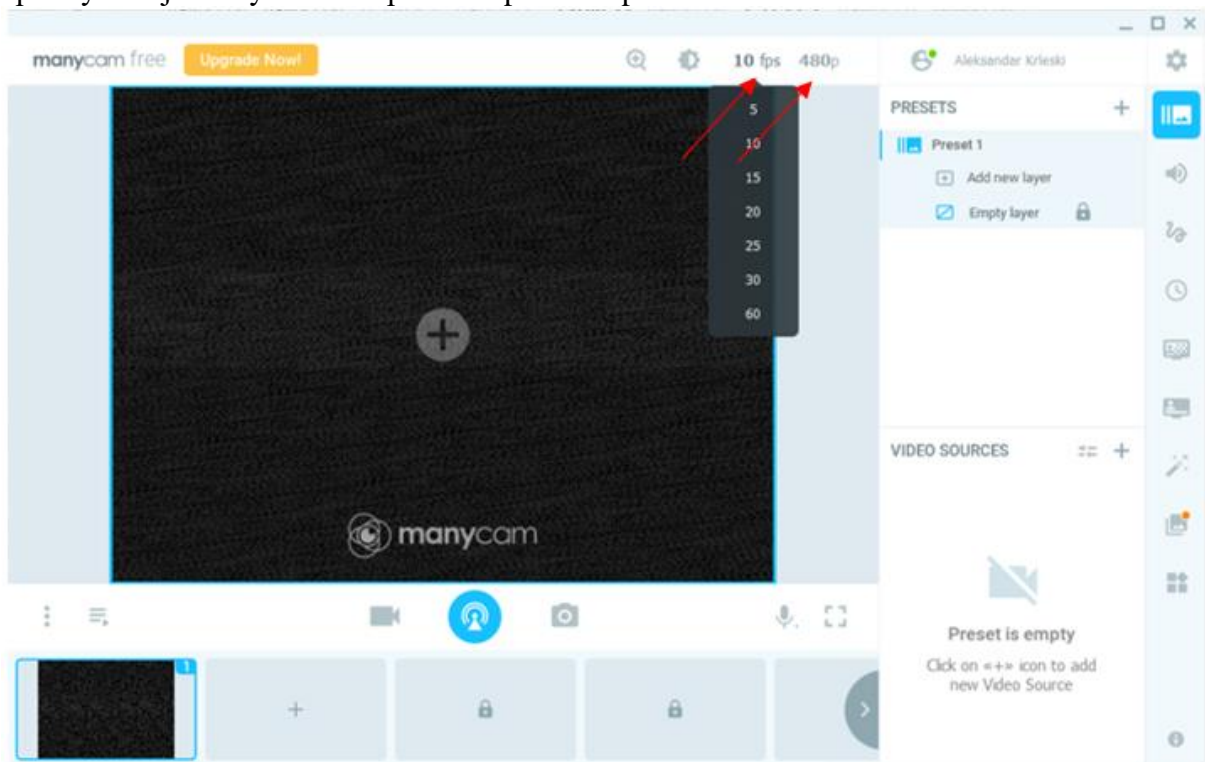 manycam free
Upgrade Now!
10 fps
480p
Aleksandar Krleski
5
10
15
20
25
30
60
PRESETS
Preset 1
Add new layer
Empty layer
manycam
VIDEO SOURCES
Preset is empty
Click on «+» icon to add
new Video Source
1